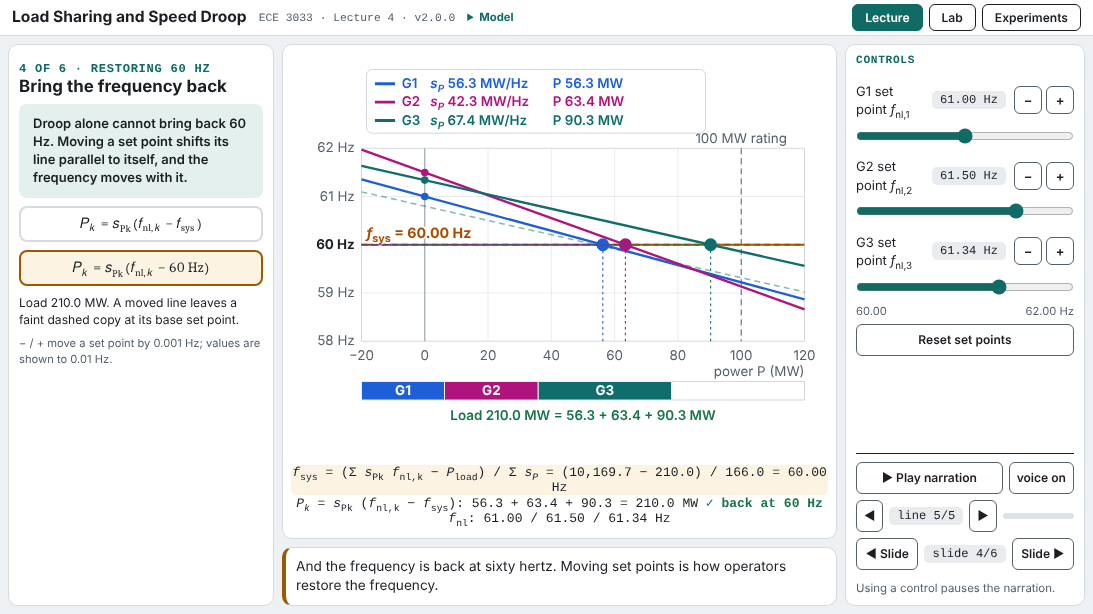 Load Sharing and Speed Droop ECE 3033 · Lecture 4 · v2.0.0 ▶ Model
Lecture Lab Experiments
4 OF 6 · RESTORING 60 HZ
Bring the frequency back
Droop alone cannot bring back 60
Hz. Moving a set point shifts its
line parallel to itself, and the
frequency moves with it.
Pk = sPk (fnl,k − fsys)
Pk = sPk (fnl,k − 60 Hz)
Load 210.0 MW. A moved line leaves a
faint dashed copy at its base set point.
− / + move a set point by 0.001 Hz; values are
shown to 0.01 Hz.
G1 sP 56.3 MW/Hz P 56.3 MW
G2 sP 42.3 MW/Hz P 63.4 MW
G3 sP 67.4 MW/Hz P 90.3 MW
100 MW rating
62 Hz
61 Hz
fsys = 60.00 Hz
60 Hz
59 Hz
58 Hz
−20 0 20 40 60 80 100 120
power P (MW)
G1 G2 G3
Load 210.0 MW = 56.3 + 63.4 + 90.3 MW
fsys = (Σ sPk fnl,k − Pload) / Σ sP = (10,169.7 − 210.0) / 166.0 = 60.00
Hz
Pk = sPk (fnl,k − fsys): 56.3 + 63.4 + 90.3 = 210.0 MW ✓ back at 60 Hz
fnl: 61.00 / 61.50 / 61.34 Hz
And the frequency is back at sixty hertz. Moving set points is how operators
restore the frequency.
CONTROLS
G1 set
point fnl,1 61.00 Hz − +
G2 set
point fnl,2 61.50 Hz − +
G3 set
point fnl,3 61.34 Hz − +
60.00 62.00 Hz
Reset set points
▶ Play narration voice on
◀ line 5/5 ▶
◀ Slide slide 4/6 Slide ▶
Using a control pauses the narration.